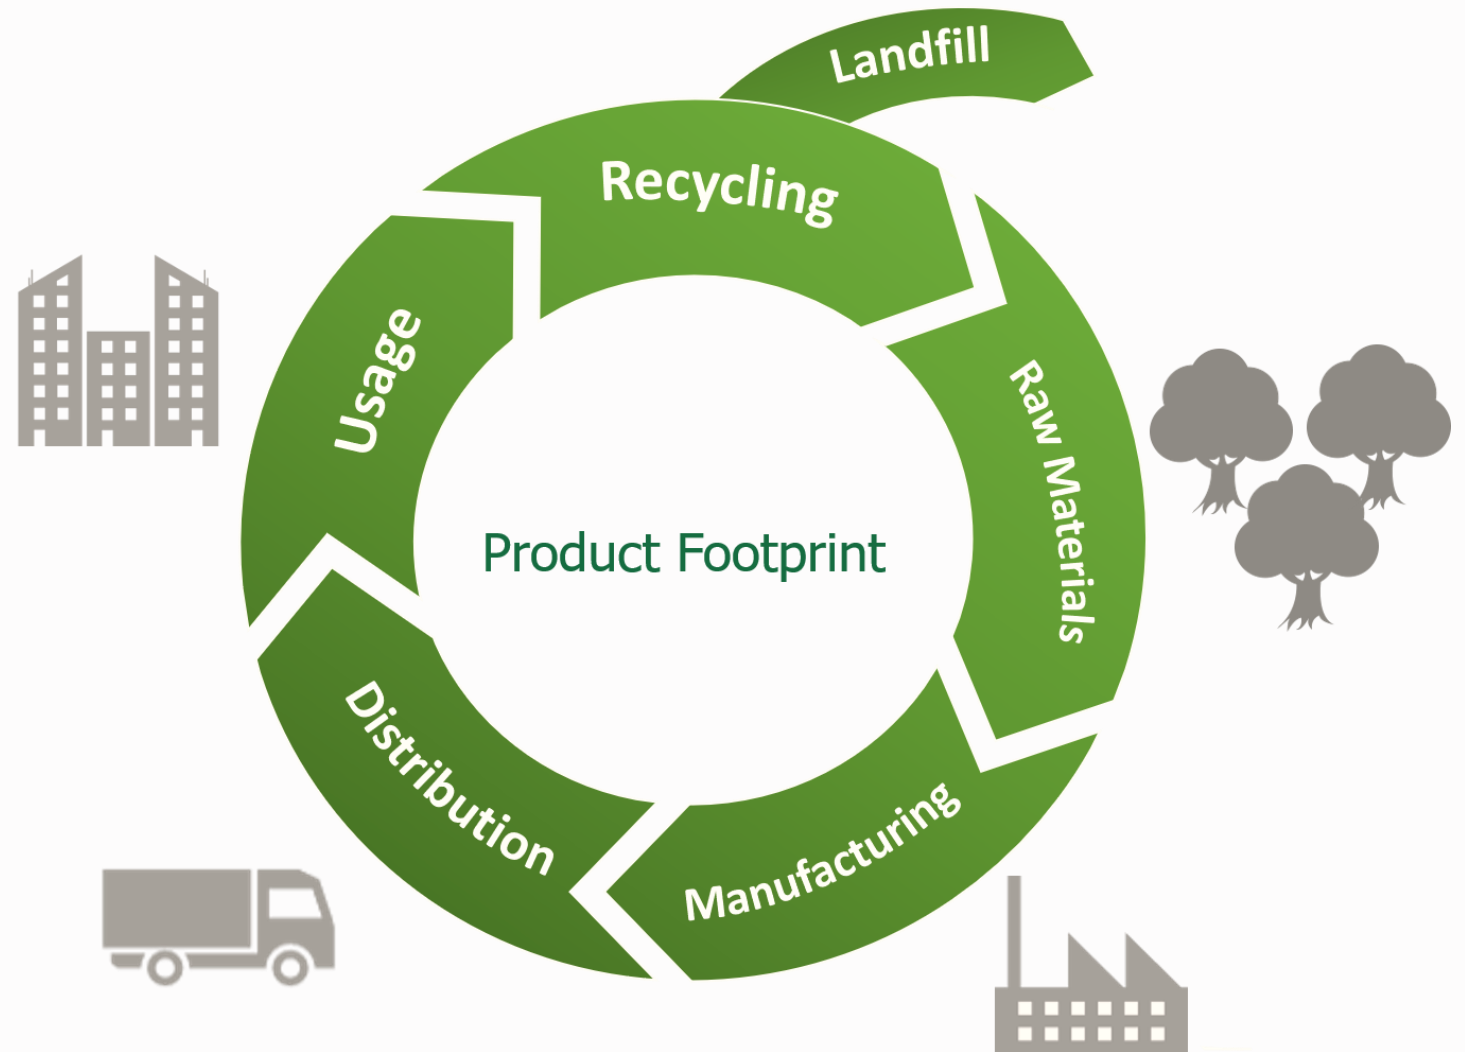 Landfill
Recycling
Raw Materials
Usage
Product Footprint
Distribution
Manufacturing